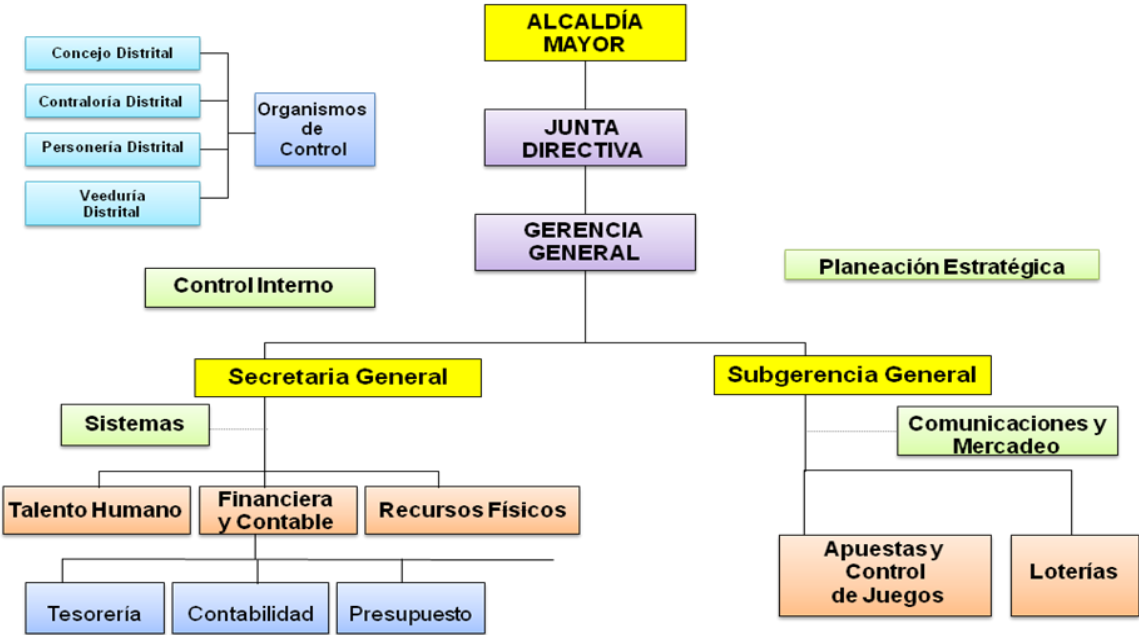 ALCALDÍA
MAYOR
Concejo Distrital
Contraloría Distrital
Organismos
de
Control
Personería Distrital
Veeduría
Distrital
JUNTA
DIRECTIVA
GERENCIA
GENERAL
Control Interno
Planeación Estratégica
Secretaria General
Subgerencia General
Sistemas
Comunicaciones y
Mercadeo
Talento Humano
Financiera
y Contable
Recursos Físicos
Apuestas y
Control
de Juegos
Loterías
Tesorería
Contabilidad
Presupuesto